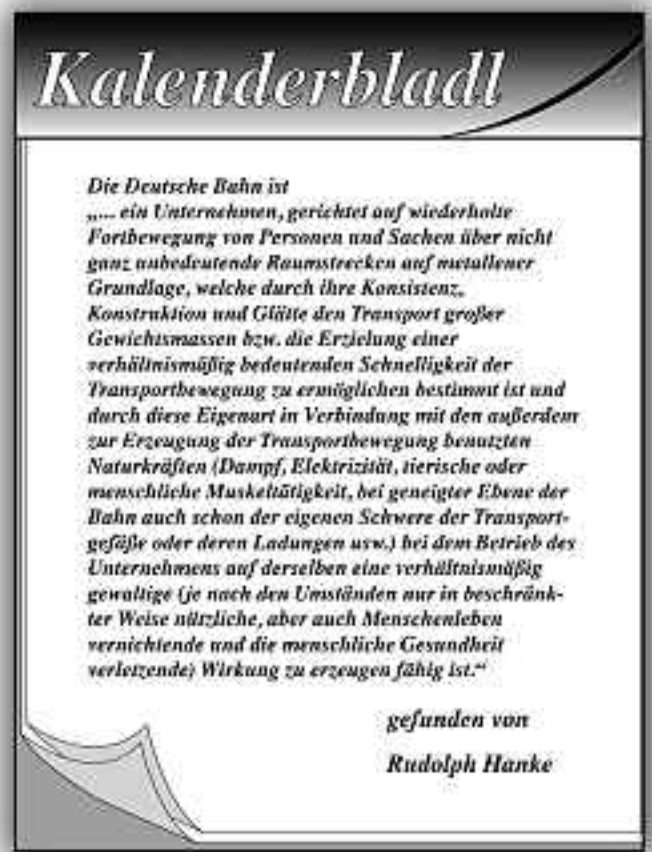 Kalenderbladl
Die Deutsche Bahn ist
„... ein Unternehmen, gerichtet auf wiederholte
Fortbewegung von Personen und Sachen über nicht
ganz unbedeutende Raumstrecken auf metallener
Grundlage, welche durch ihre Konsistenz,
Konstruktion und Glätte den Transport großer
Gewichtsmassen bzw. die Erzielung einer
verhältnismäßig bedeutenden Schnelligkeit der
Transportbewegung zu ermöglichen bestimmt ist und
durch diese Eigenart in Verbindung mit den außerdem
zur Erzeugung der Transportbewegung benutzten
Naturkräften (Dampf, Elektrizität, tierische oder
menschliche Muskeltätigkeit, bei geneigter Ebene der
Bahn auch schon der eigenen Schwere der Transport-
gefäße oder deren Ladungen usw.) bei dem Betrieb des
Unternehmens auf derselben eine verhältnismäßig
gewaltige (je nach den Umständen nur in beschränk-
ter Weise nützliche, aber auch Menschenleben
vernichtende und die menschliche Gesundheit
verletzende) Wirkung zu erzeugen fähig ist.“
gefunden von
Rudolph Hanke